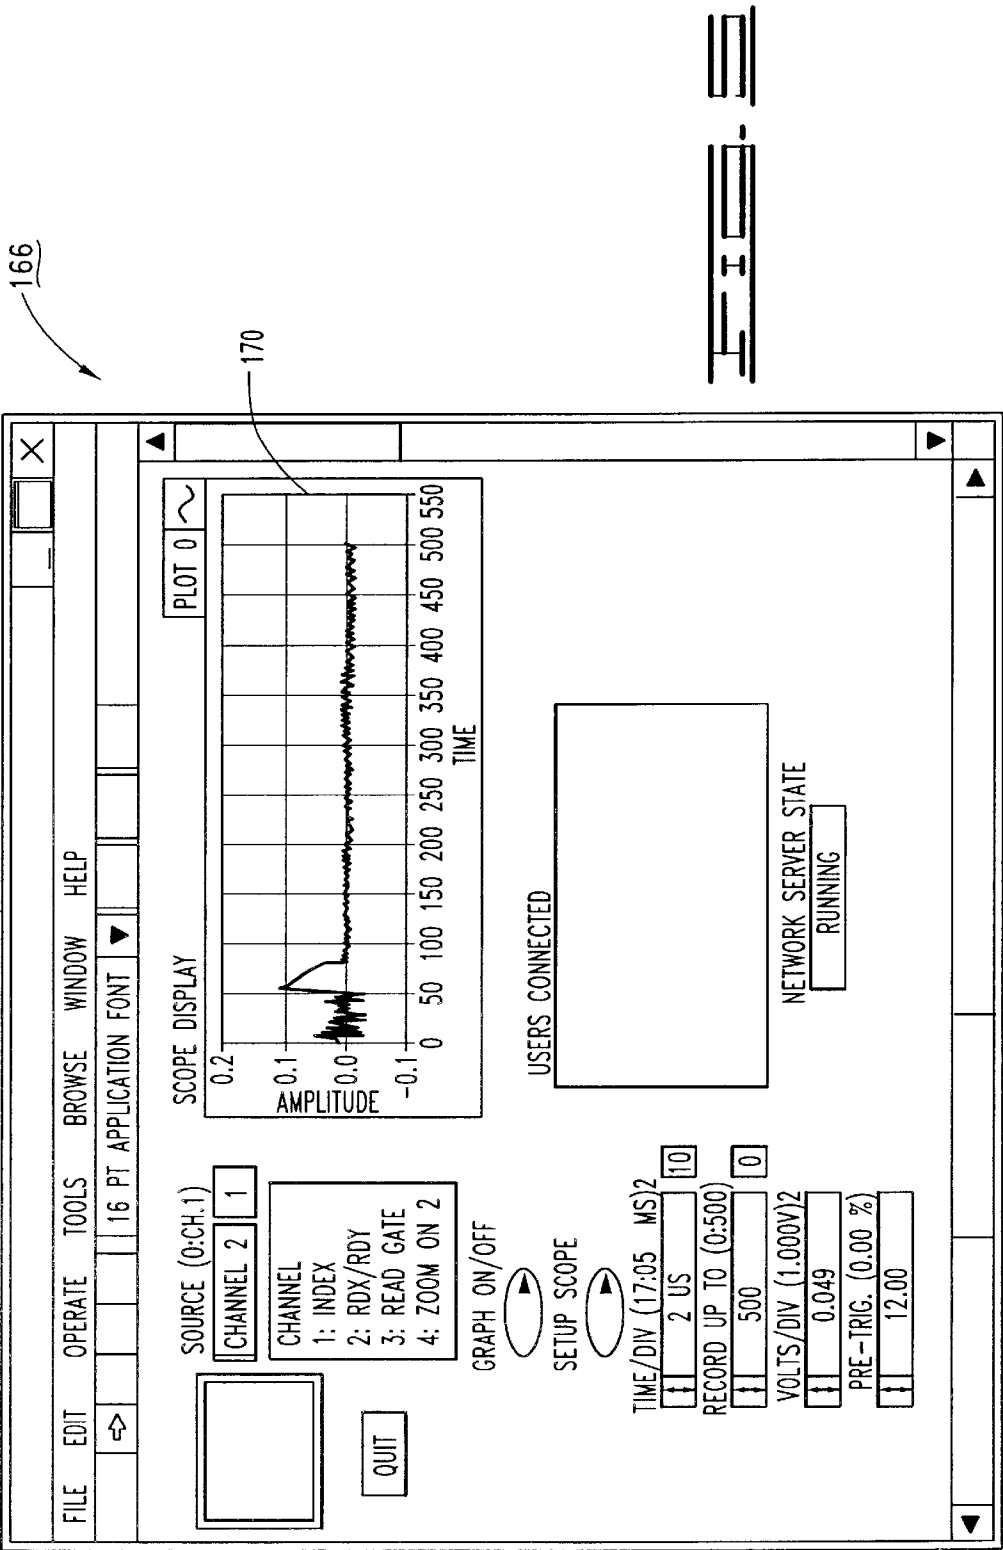 166
FILE EDIT OPERATE TOOLS BROWSE WINDOW HELP
16 PT APPLICATION FONT
SOURCE (0:CH.1)
CHANNEL 2 1
CHANNEL
1: INDEX
2: RDX/RDY
3: READ GATE
4: ZOOM ON 2
QUIT
GRAPH ON/OFF
SETUP SCOPE
TIME/DIV (17:05 MS)2
2 US 10
RECORD UP TO (0:500)
500 0
VOLTS/DIV (1.000V)2
0.049
PRE-TRIG. (0.00 %)
12.00
SCOPE DISPLAY
PLOT 0
170
AMPLITUDE
0.2
0.1
0.0
-0.1
0 50 100 150 200 250 300 350 400 450 500 550
TIME
USERS CONNECTED
NETWORK SERVER STATE
RUNNING